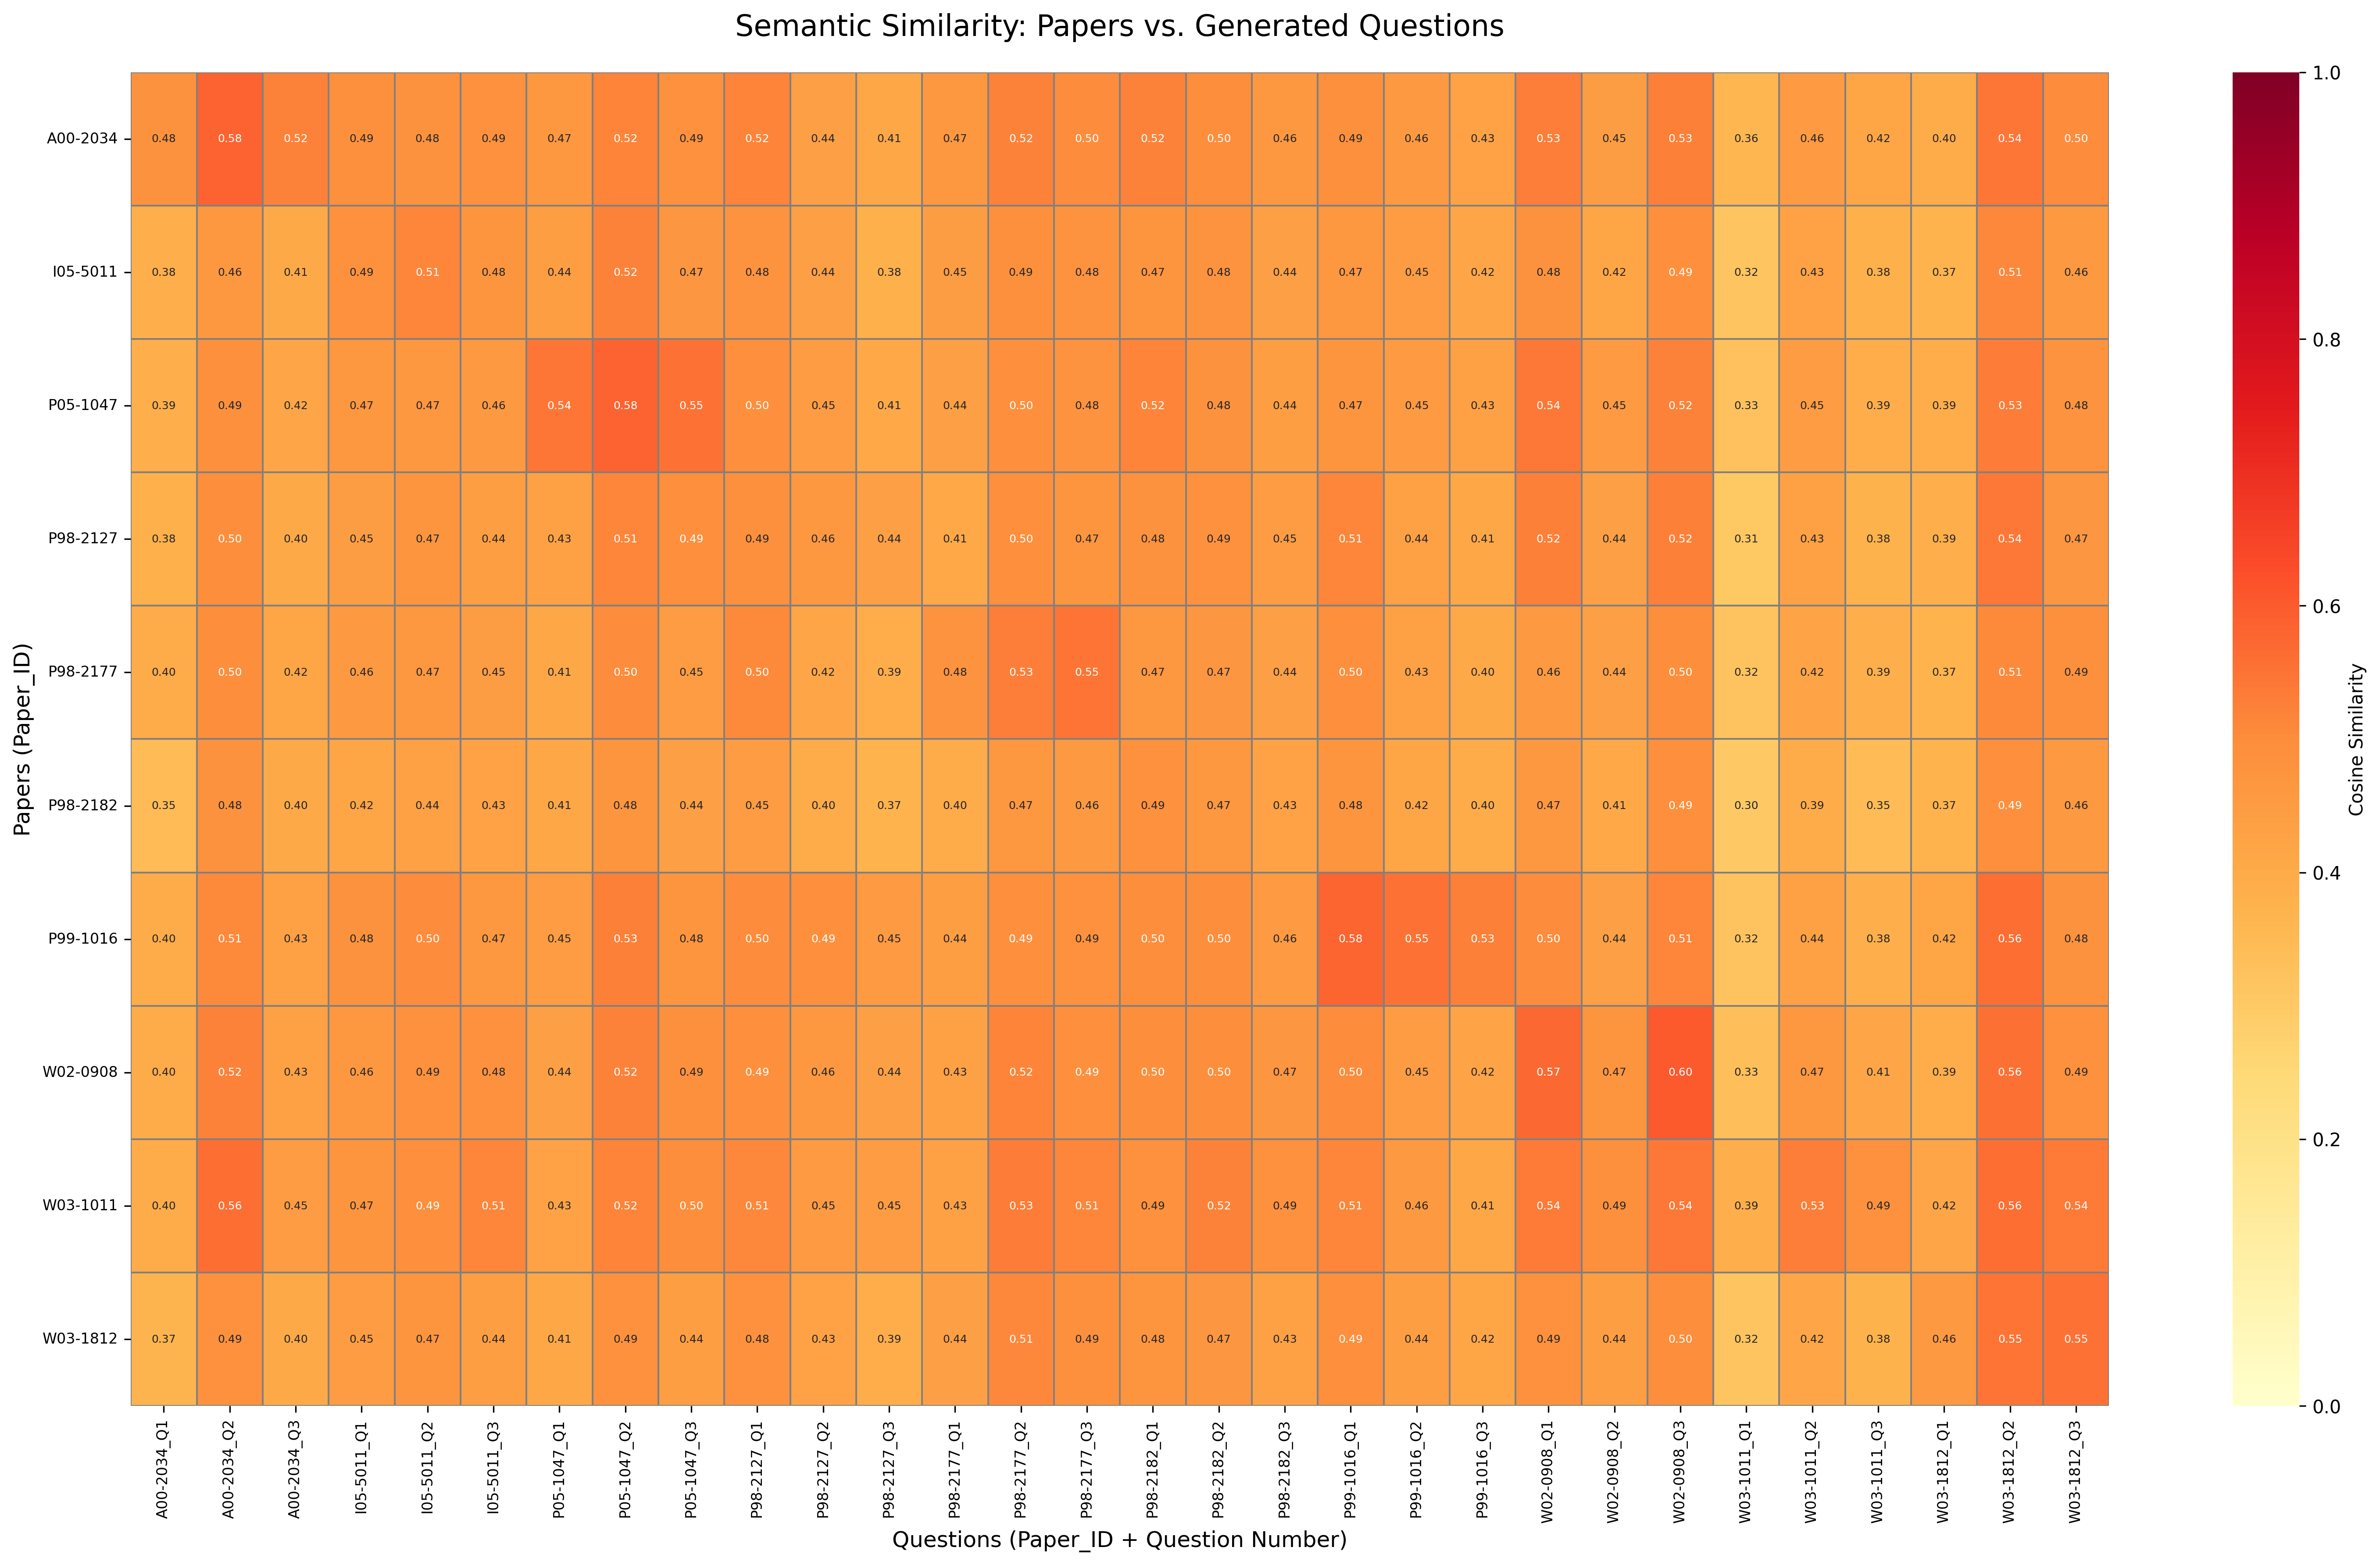 Semantic Similarity: Papers vs. Generated Questions
A00-2034 0.48 0.58 0.52 0.49 0.48 0.49 0.47 0.52 0.49 0.52 0.44 0.41 0.47 0.52 0.50 0.52 0.50 0.46 0.49 0.46 0.43 0.53 0.45 0.53 0.36 0.46 0.42 0.40 0.54 0.50
I05-5011 0.38 0.46 0.41 0.49 0.51 0.48 0.44 0.52 0.47 0.48 0.44 0.38 0.45 0.49 0.48 0.47 0.48 0.44 0.47 0.45 0.42 0.48 0.42 0.49 0.32 0.43 0.38 0.37 0.51 0.46
P05-1047 0.39 0.49 0.42 0.47 0.47 0.46 0.54 0.58 0.55 0.50 0.45 0.41 0.44 0.50 0.48 0.52 0.48 0.44 0.47 0.45 0.43 0.54 0.45 0.52 0.33 0.45 0.39 0.39 0.53 0.48
P98-2127 0.38 0.50 0.40 0.45 0.47 0.44 0.43 0.51 0.49 0.49 0.46 0.44 0.41 0.50 0.47 0.48 0.49 0.45 0.51 0.44 0.41 0.52 0.44 0.52 0.31 0.43 0.38 0.39 0.54 0.47
P98-2177 0.40 0.50 0.42 0.46 0.47 0.45 0.41 0.50 0.45 0.50 0.42 0.39 0.48 0.53 0.55 0.47 0.47 0.44 0.50 0.43 0.40 0.46 0.44 0.50 0.32 0.42 0.39 0.37 0.51 0.49
P98-2182 0.35 0.48 0.40 0.42 0.44 0.43 0.41 0.48 0.44 0.45 0.40 0.37 0.40 0.47 0.46 0.49 0.47 0.43 0.48 0.42 0.40 0.47 0.41 0.49 0.30 0.39 0.35 0.37 0.49 0.46
P99-1016 0.40 0.51 0.43 0.48 0.50 0.47 0.45 0.53 0.48 0.50 0.49 0.45 0.44 0.49 0.49 0.50 0.50 0.46 0.58 0.55 0.53 0.50 0.44 0.51 0.32 0.44 0.38 0.42 0.56 0.48
W02-0908 0.40 0.52 0.43 0.46 0.49 0.48 0.44 0.52 0.49 0.49 0.46 0.44 0.43 0.52 0.49 0.50 0.50 0.47 0.50 0.45 0.42 0.57 0.47 0.60 0.33 0.47 0.41 0.39 0.56 0.49
W03-1011 0.40 0.56 0.45 0.47 0.49 0.51 0.43 0.52 0.50 0.51 0.45 0.45 0.43 0.53 0.51 0.49 0.52 0.49 0.51 0.46 0.41 0.54 0.49 0.54 0.39 0.53 0.49 0.42 0.56 0.54
W03-1812 0.37 0.49 0.40 0.45 0.47 0.44 0.41 0.49 0.44 0.48 0.43 0.39 0.44 0.51 0.49 0.48 0.47 0.43 0.49 0.44 0.42 0.49 0.44 0.50 0.32 0.42 0.38 0.46 0.55 0.55
Papers (Paper_ID)
A00-2034_Q1
A00-2034_Q2
A00-2034_Q3
I05-5011_Q1
I05-5011_Q2
I05-5011_Q3
P05-1047_Q1
P05-1047_Q2
P05-1047_Q3
P98-2127_Q1
P98-2127_Q2
P98-2127_Q3
P98-2177_Q1
P98-2177_Q2
P98-2177_Q3
P98-2182_Q1
P98-2182_Q2
P98-2182_Q3
P99-1016_Q1
P99-1016_Q2
P99-1016_Q3
W02-0908_Q1
W02-0908_Q2
W02-0908_Q3
W03-1011_Q1
W03-1011_Q2
W03-1011_Q3
W03-1812_Q1
W03-1812_Q2
W03-1812_Q3
Questions (Paper_ID + Question Number)
1.0
0.8
0.6
0.4
0.2
0.0
Cosine Similarity